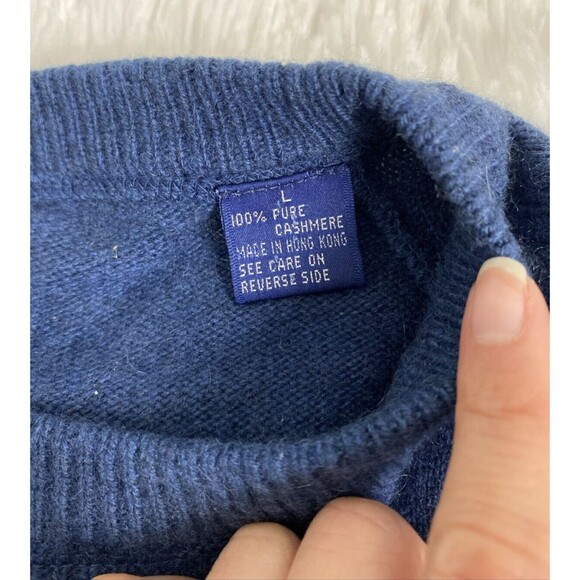 L
100% PURE
CASHMERE
MADE IN HONG KONG
SEE CARE ON
REVERSE SIDE